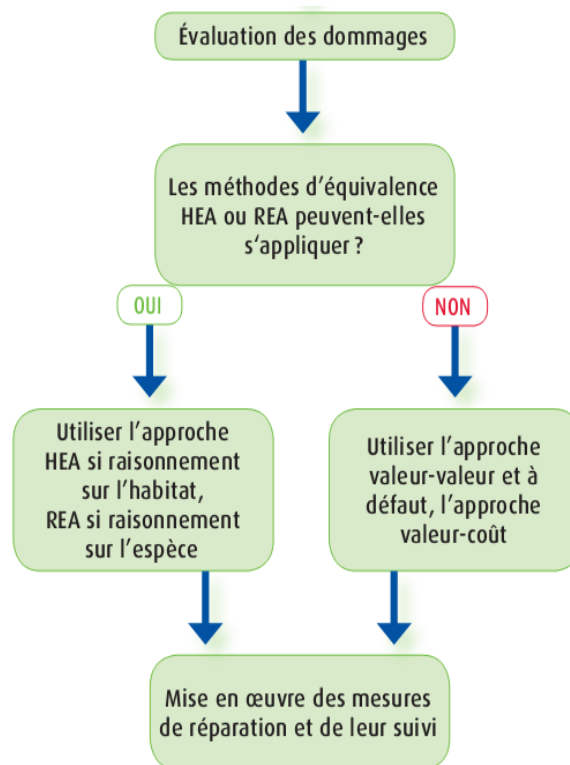 Évaluation des dommages
Les méthodes d'équivalence
HEA ou REA peuvent-elles
s'appliquer ?
OUI
NON
Utiliser l'approche
HEA si raisonnement
sur l'habitat,
REA si raisonnement
sur l'espèce
Utiliser l'approche
valeur-valeur et à
défaut, l'approche
valeur-coût
Mise en œuvre des mesures
de réparation et de leur suivi